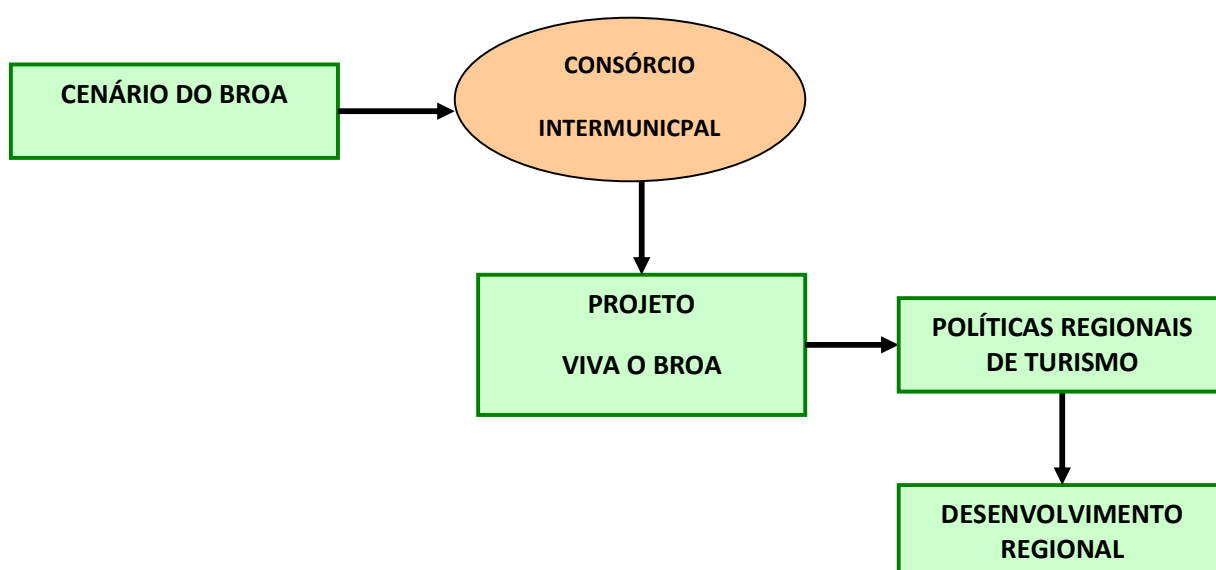 CENÁRIO DO BROA
CONSÓRCIO
INTERMUNICPAL
PROJETO
VIVA O BROA
POLÍTICAS REGIONAIS
DE TURISMO
DESENVOLVIMENTO
REGIONAL